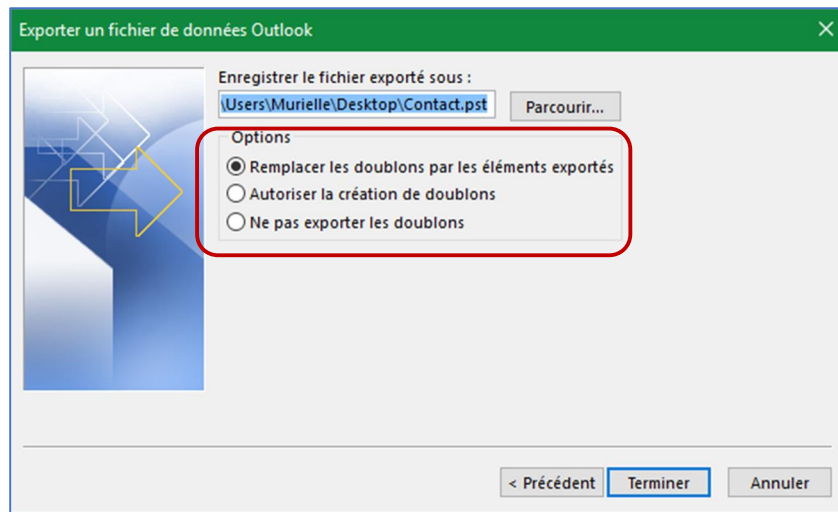 Exporter un fichier de données Outlook
Enregistrer le fichier exporté sous :
\Users\Murielle\Desktop\Contact.pst
Parcourir...
Options
Remplacer les doublons par les éléments exportés
Autoriser la création de doublons
Ne pas exporter les doublons
< Précédent
Terminer
Annuler